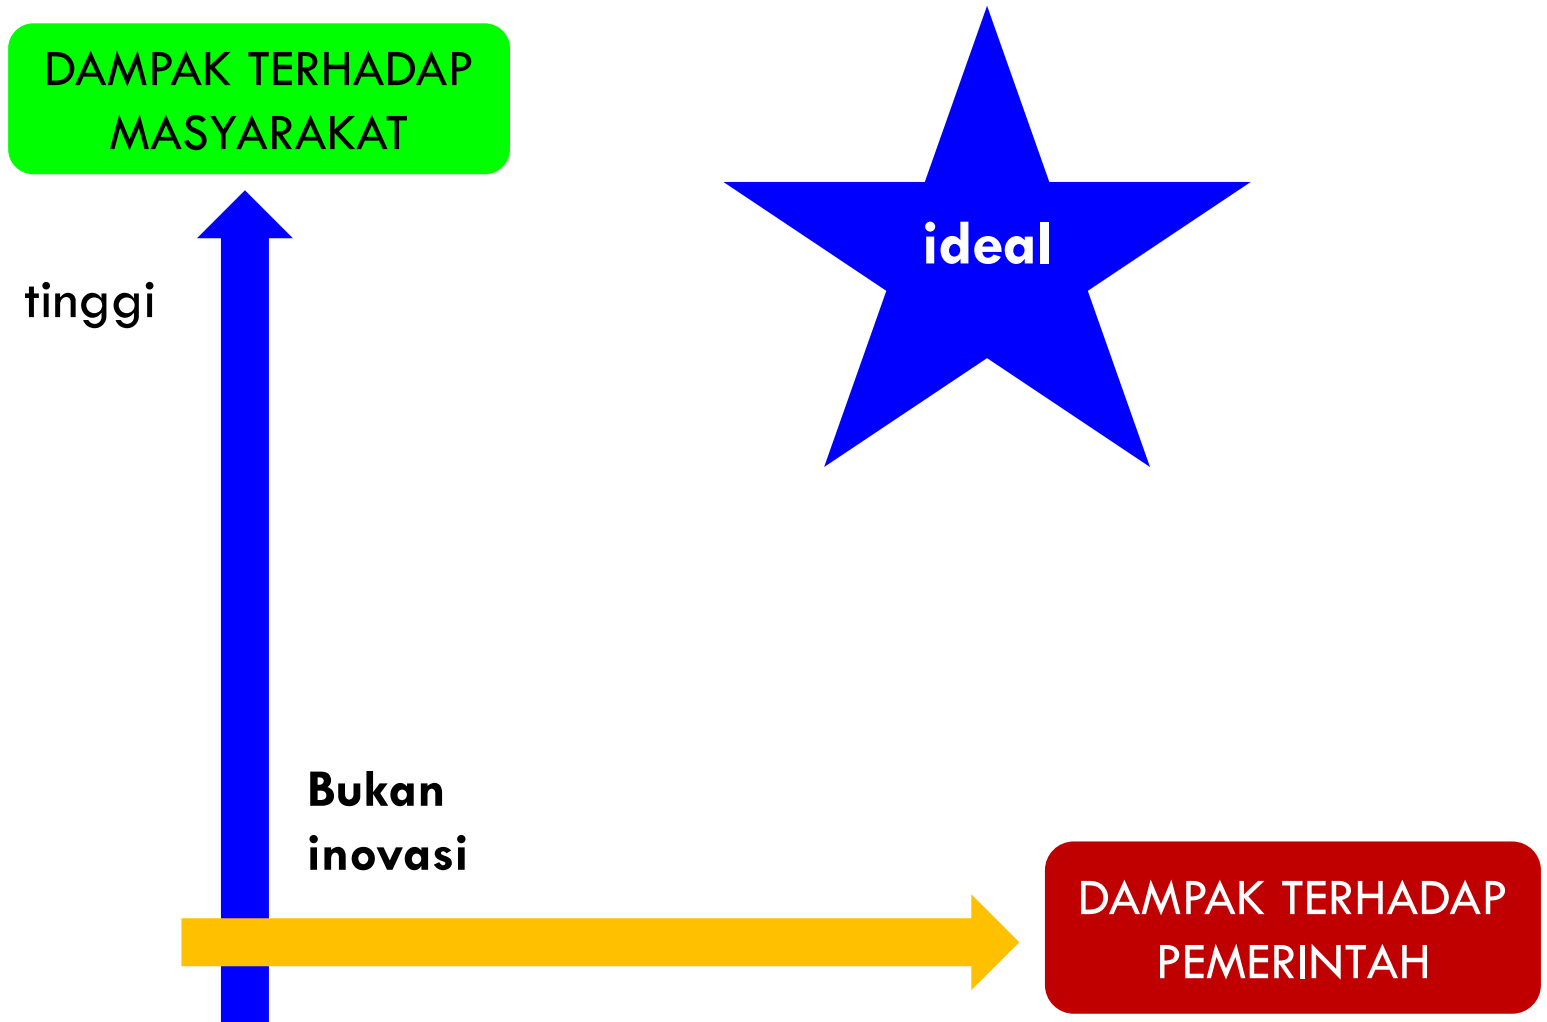 DAMPAK TERHADAP
MASYARAKAT
ideal
tinggi
Bukan
inovasi
DAMPAK TERHADAP
PEMERINTAH